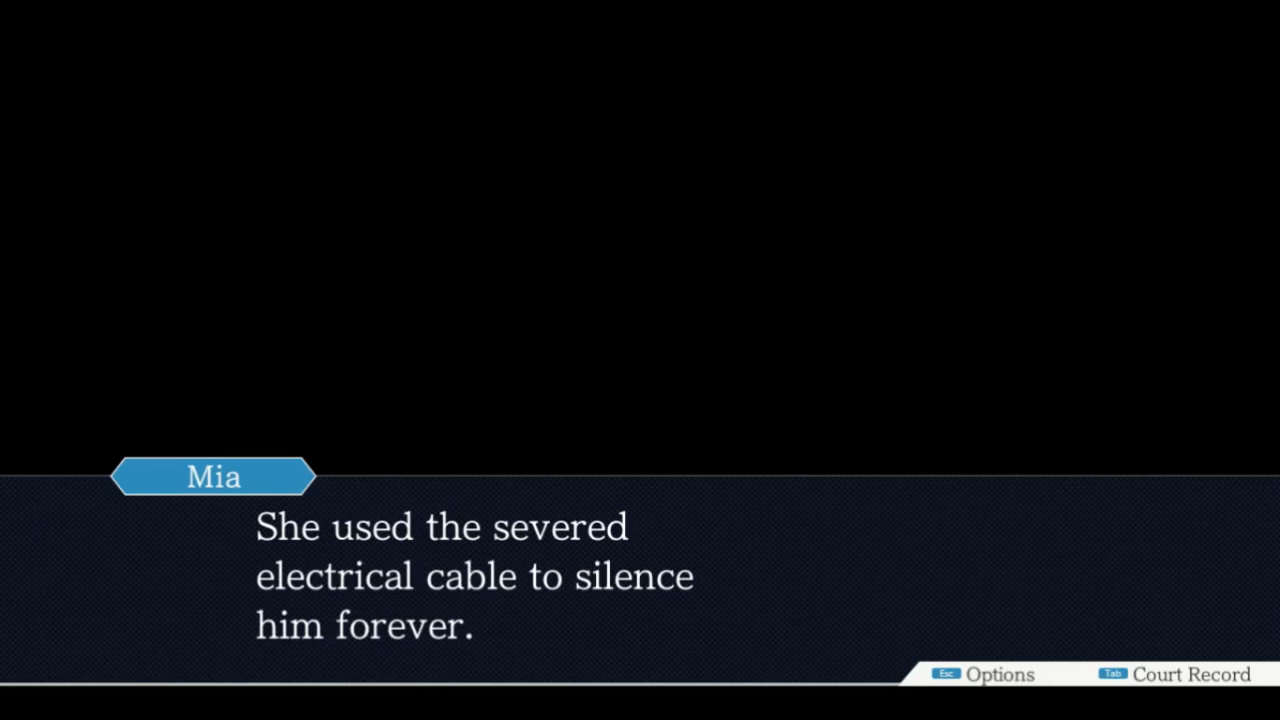 Mia
She used the severed
electrical cable to silence
him forever.
Esc Options Tab Court Record